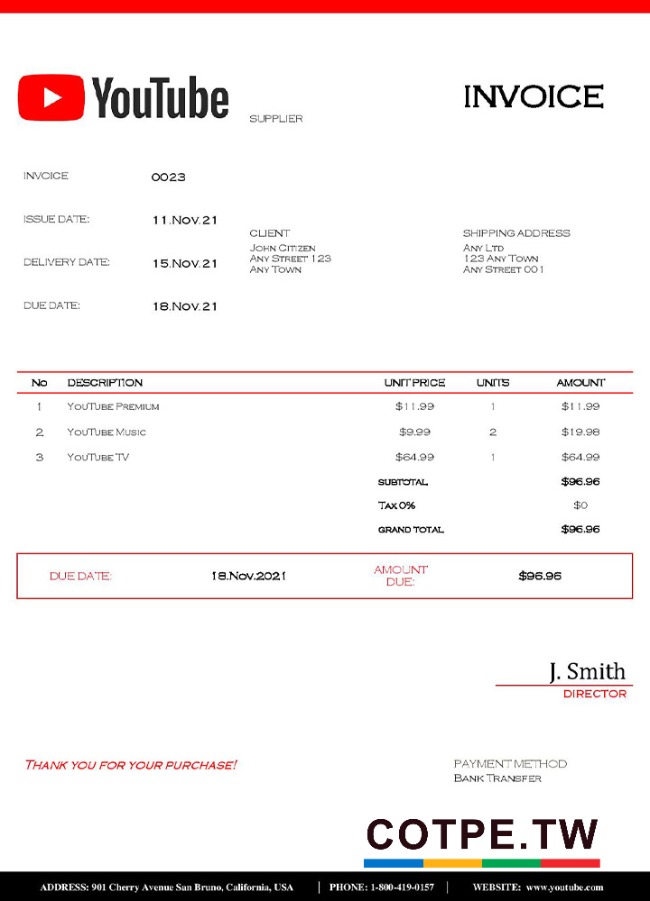 YouTube
INVOICE
SUPPLIER
INVOICE 0023
ISSUE DATE: 11.Nov.21
DELIVERY DATE: 15.Nov.21
DUE DATE: 18.Nov.21
CLIENT
John Citizen
Any Street 123
Any Town
SHIPPING ADDRESS
Any Ltd
123 Any Town
Any Street 001
No DESCRIPTION UNIT PRICE UNITS AMOUNT
1 YouTube Premium $11.99 1 $11.99
2 YouTube Music $9.99 2 $19.98
3 YouTube TV $64.99 1 $64.99
SUBTOTAL $96.96
Tax 0% $0
GRAND TOTAL $96.96
DUE DATE: 18.Nov.2021 AMOUNT DUE: $96.96
J. Smith
DIRECTOR
Thank you for your purchase!
PAYMENT METHOD
Bank Transfer
COTPE.TW
ADDRESS: 901 Cherry Avenue San Bruno, California, USA | PHONE: 1-800-419-0157 | WEBSITE: www.youtube.com